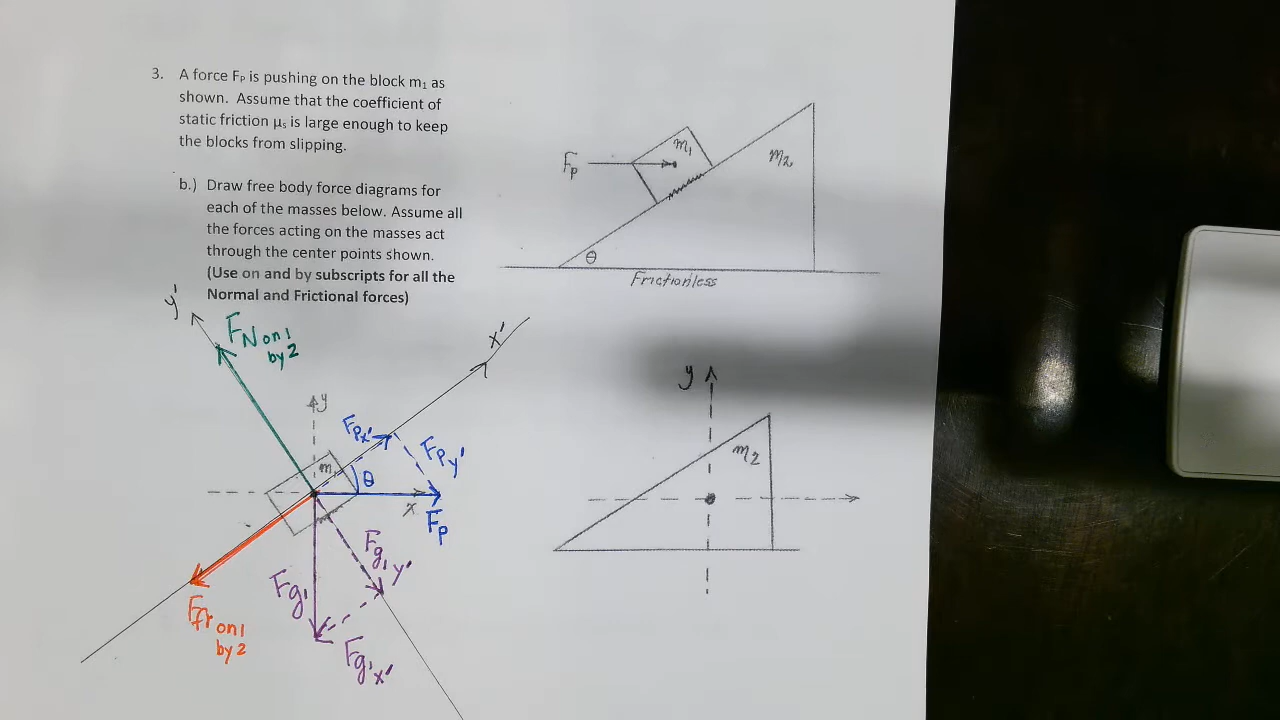 3. A force Fₚ is pushing on the block m₁ as
shown. Assume that the coefficient of
static friction μₛ is large enough to keep
the blocks from slipping.
b.) Draw free body force diagrams for
each of the masses below. Assume all
the forces acting on the masses act
through the center points shown.
(Use on and by subscripts for all the
Normal and Frictional forces)
Fp
m₁
m₂
θ
Frictionless
y'
FN on 1
by 2
x'
y
Fpx'
Fpy'
m₁
θ
x
Fp
Fg₁y'
Fg₁
Ffr on 1
by 2
Fg₁x'
y
m₂